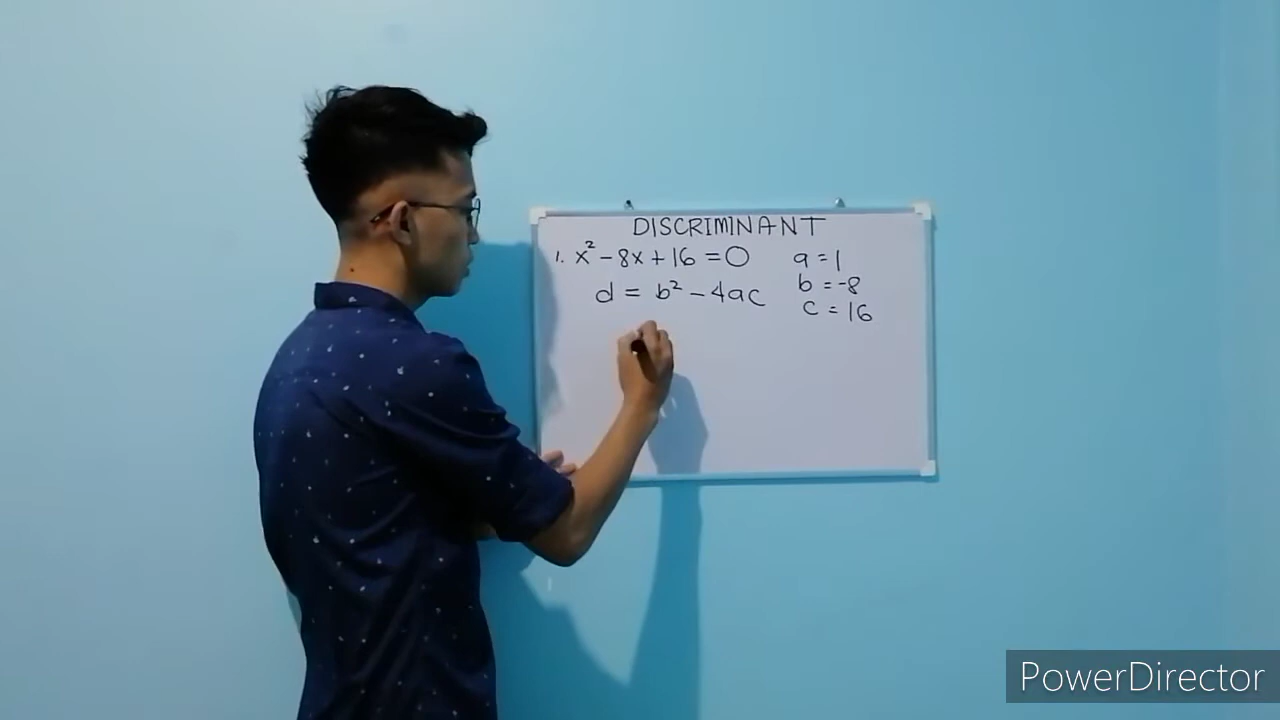 DISCRIMINANT
1. x² - 8x + 16 = 0
a = 1
d = b² - 4ac
b = -8
c = 16
PowerDirector